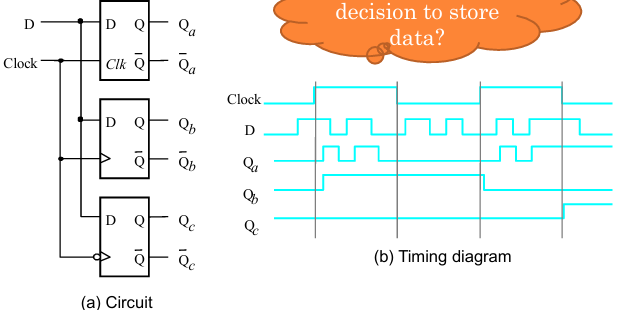 decision to store
data?
D
Clock
D Q Qa
Clk Q̅ Q̅a
D Q Qb
Q̅ Q̅b
D Q Qc
Q̅ Q̅c
(a) Circuit
Clock
D
Qa
Qb
Qc
(b) Timing diagram